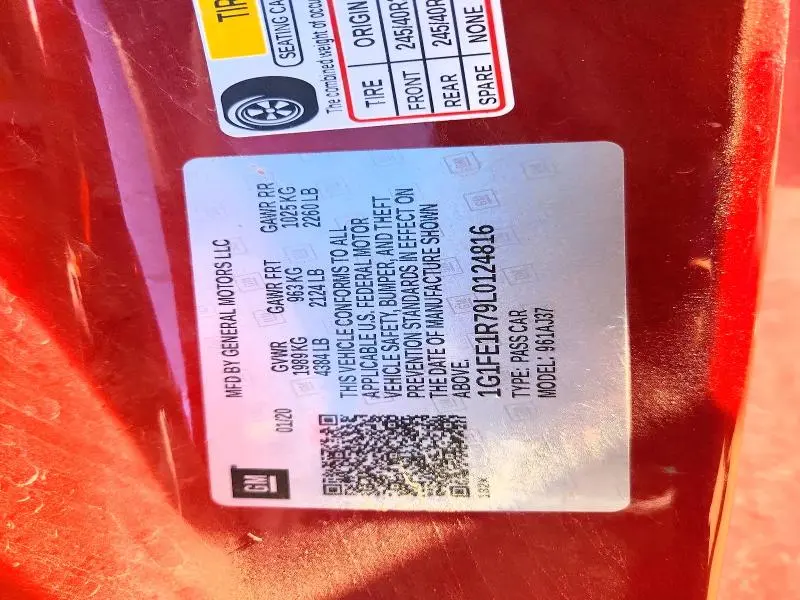 TIR
SEATING CA
The combined weight of occu
TIRE ORIGIN
FRONT 245/40R
REAR 245/40R
SPARE NONE
MFD BY GENERAL MOTORS LLC
GM
01/20
GVWR GAWR FRT GAWR RR
1989 KG 963 KG 1025 KG
4384 LB 2124 LB 2260 LB
THIS VEHICLE CONFORMS TO ALL
APPLICABLE U.S. FEDERAL MOTOR
VEHICLE SAFETY, BUMPER, AND THEFT
PREVENTION STANDARDS IN EFFECT ON
THE DATE OF MANUFACTURE SHOWN
ABOVE.
1G1FE1R79L0124816
TYPE: PASS CAR
MODEL: 961AJ37
132X